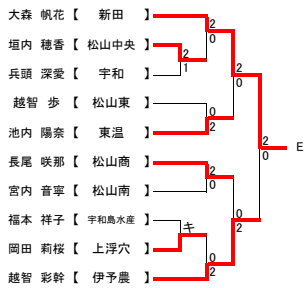 大森 帆花【 新田 】
垣内 穂香【 松山中央 】
兵頭 深愛【 宇和 】
越智 歩【 松山東 】
池内 陽奈【 東温 】
長尾 咲那【 松山商 】
宮内 音寧【 松山南 】
福本 祥子【 宇和島水産 】
岡田 莉桜【 上浮穴 】
越智 彩幹【 伊予農 】
2
0
2
1
2
0
0
2
2
0
E
2
0
0
2
キ
0
2